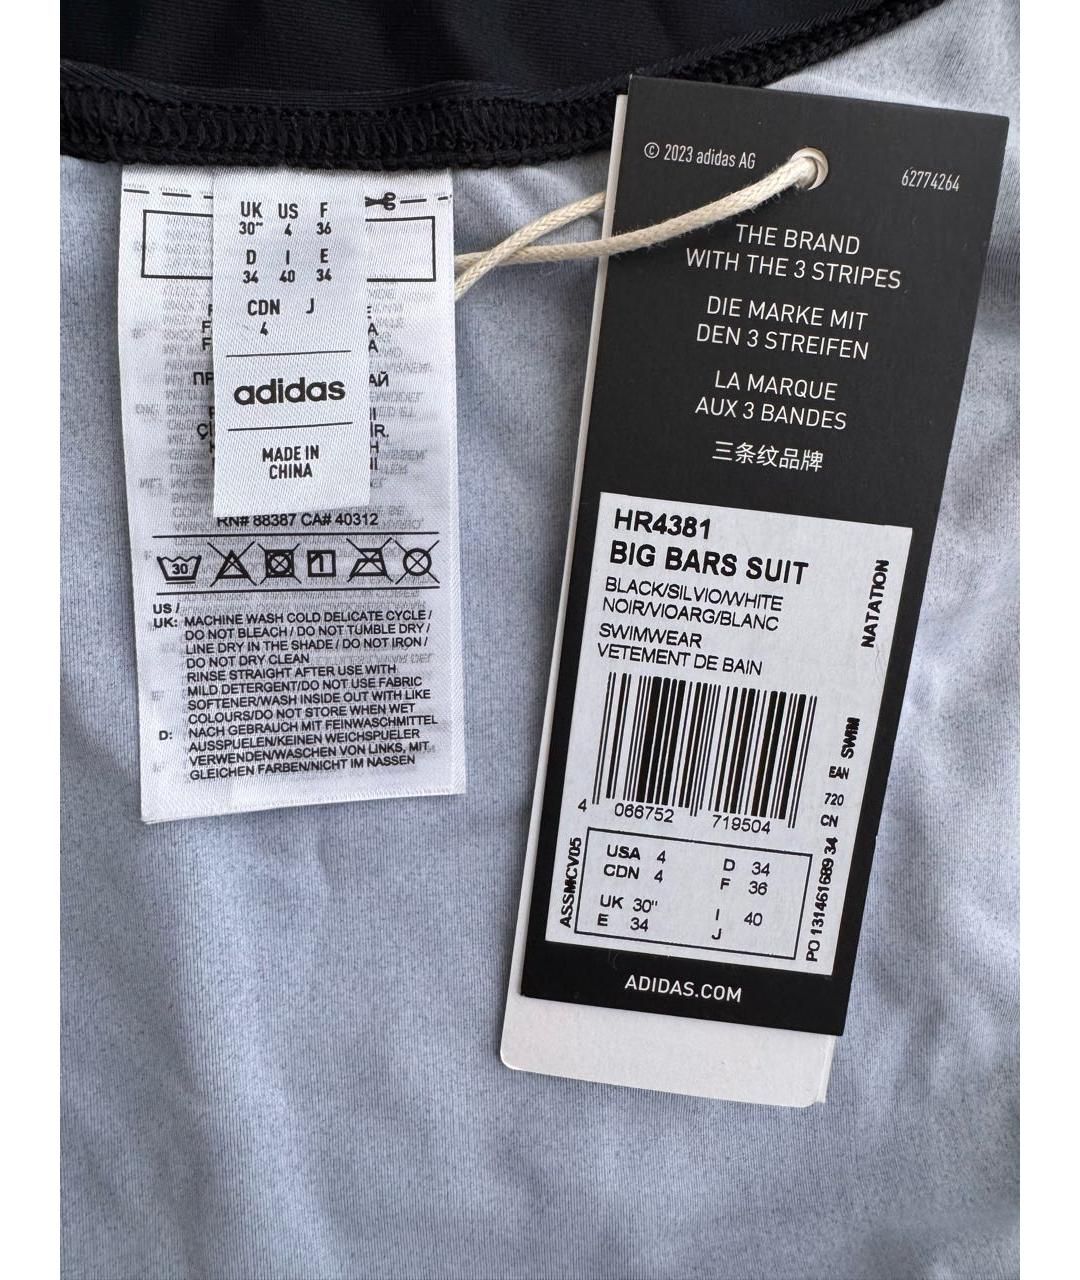 UK US F
30" 4 36
D I E
34 40 34
CDN J
4
adidas
MADE IN
CHINA
RN# 88387 CA# 40312
30
US /
UK: MACHINE WASH COLD DELICATE CYCLE /
DO NOT BLEACH / DO NOT TUMBLE DRY /
LINE DRY IN THE SHADE / DO NOT IRON /
DO NOT DRY CLEAN
RINSE STRAIGHT AFTER USE WITH
MILD DETERGENT/DO NOT USE FABRIC
SOFTENER/WASH INSIDE OUT WITH LIKE
COLOURS/DO NOT STORE WHEN WET
D: NACH GEBRAUCH MIT FEINWASCHMITTEL
AUSSPUELEN/KEINEN WEICHSPUELER
VERWENDEN/WASCHEN VON LINKS, MIT
GLEICHEN FARBEN/NICHT IM NASSEN
© 2023 adidas AG
62774264
THE BRAND
WITH THE 3 STRIPES
DIE MARKE MIT
DEN 3 STREIFEN
LA MARQUE
AUX 3 BANDES
三条纹品牌
HR4381
BIG BARS SUIT
BLACK/SILVIO/WHITE
NOIR/VIOARG/BLANC
SWIMWEAR
VETEMENT DE BAIN
NATATION
SWIM
EAN
720
CN
4 066752 719504
ASSMCV05
USA 4 D 34
CDN 4 F 36
UK 30" I 40
E 34 J
PO 131461689 34
ADIDAS.COM